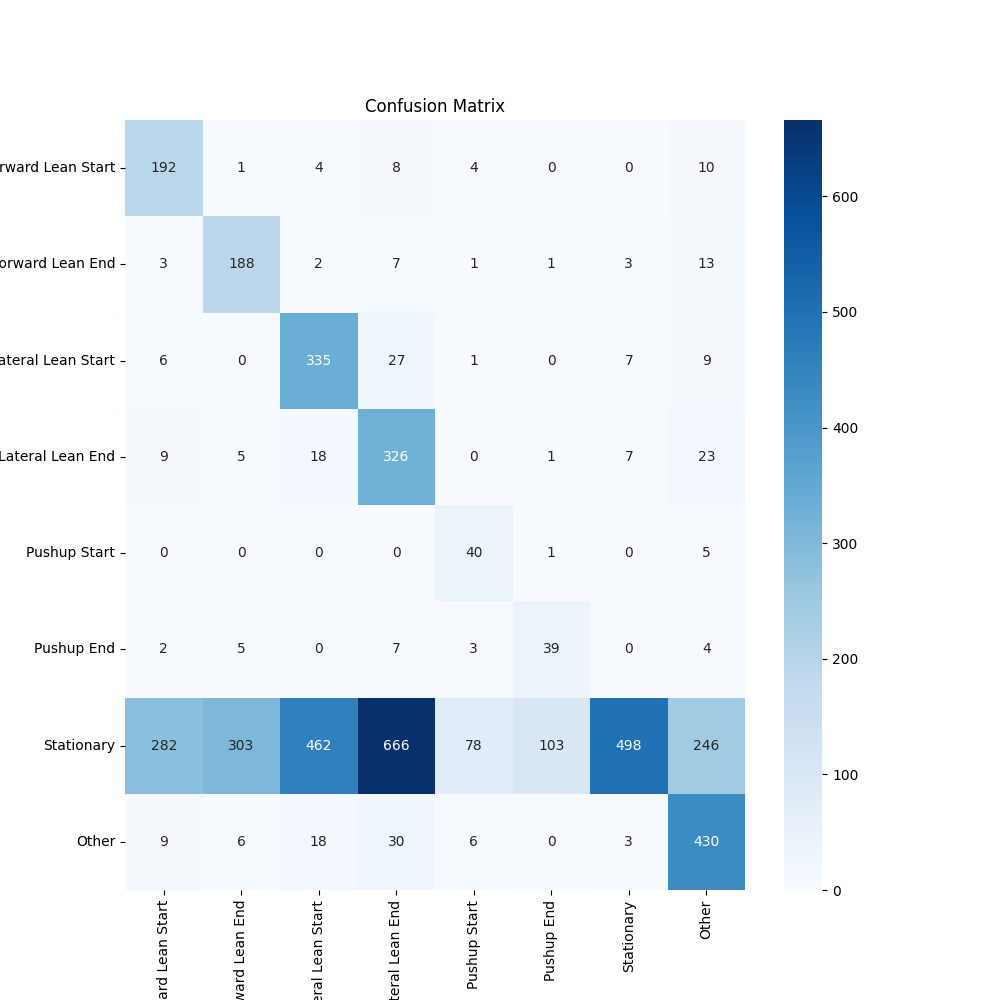 Confusion Matrix
rward Lean Start 192 1 4 8 4 0 0 10
orward Lean End 3 188 2 7 1 1 3 13
ateral Lean Start 6 0 335 27 1 0 7 9
Lateral Lean End 9 5 18 326 0 1 7 23
Pushup Start 0 0 0 0 40 1 0 5
Pushup End 2 5 0 7 3 39 0 4
Stationary 282 303 462 666 78 103 498 246
Other 9 6 18 30 6 0 3 430
ard Lean Start
ward Lean End
eral Lean Start
teral Lean End
Pushup Start
Pushup End
Stationary
Other
600
500
400
300
200
100
0